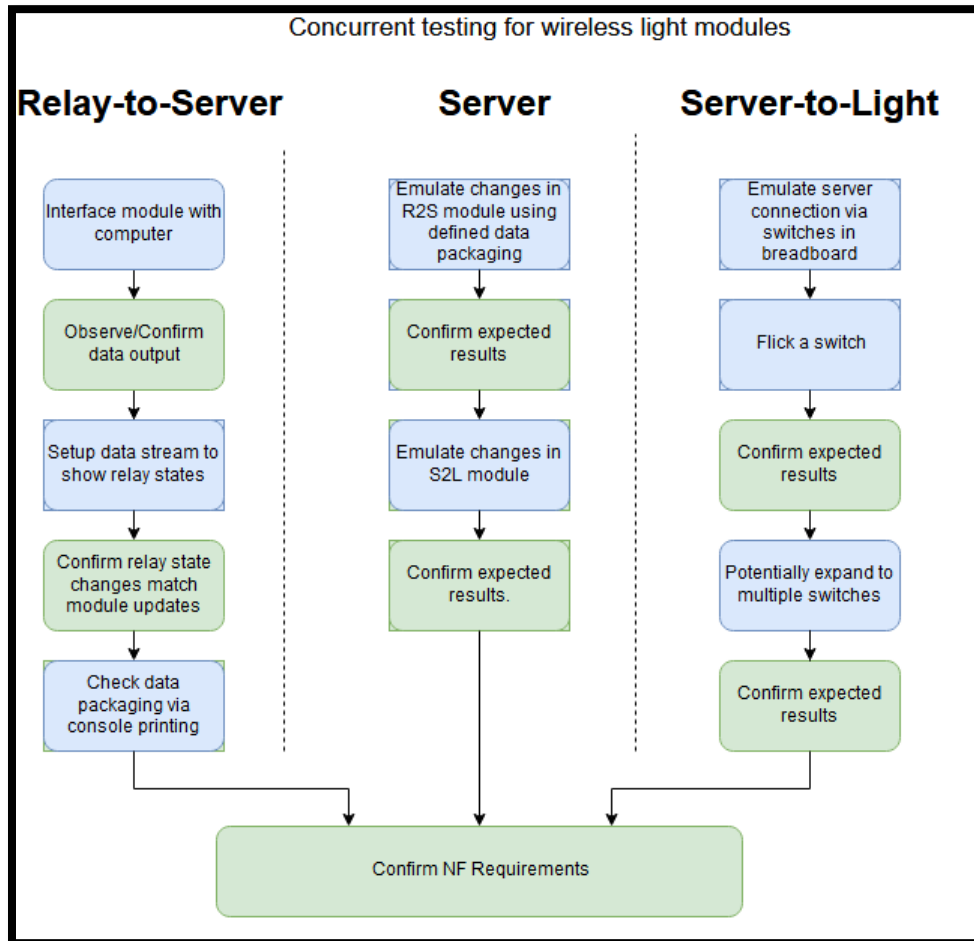 Concurrent testing for wireless light modules
Relay-to-Server
Interface module with
computer
Observe/Confirm
data output
Setup data stream to
show relay states
Confirm relay state
changes match
module updates
Check data
packaging via
console printing
Server
Emulate changes in
R2S module using
defined data
packaging
Confirm expected
results
Emulate changes in
S2L module
Confirm expected
results.
Server-to-Light
Emulate server
connection via
switches in
breadboard
Flick a switch
Confirm expected
results
Potentially expand to
multiple switches
Confirm expected
results
Confirm NF Requirements